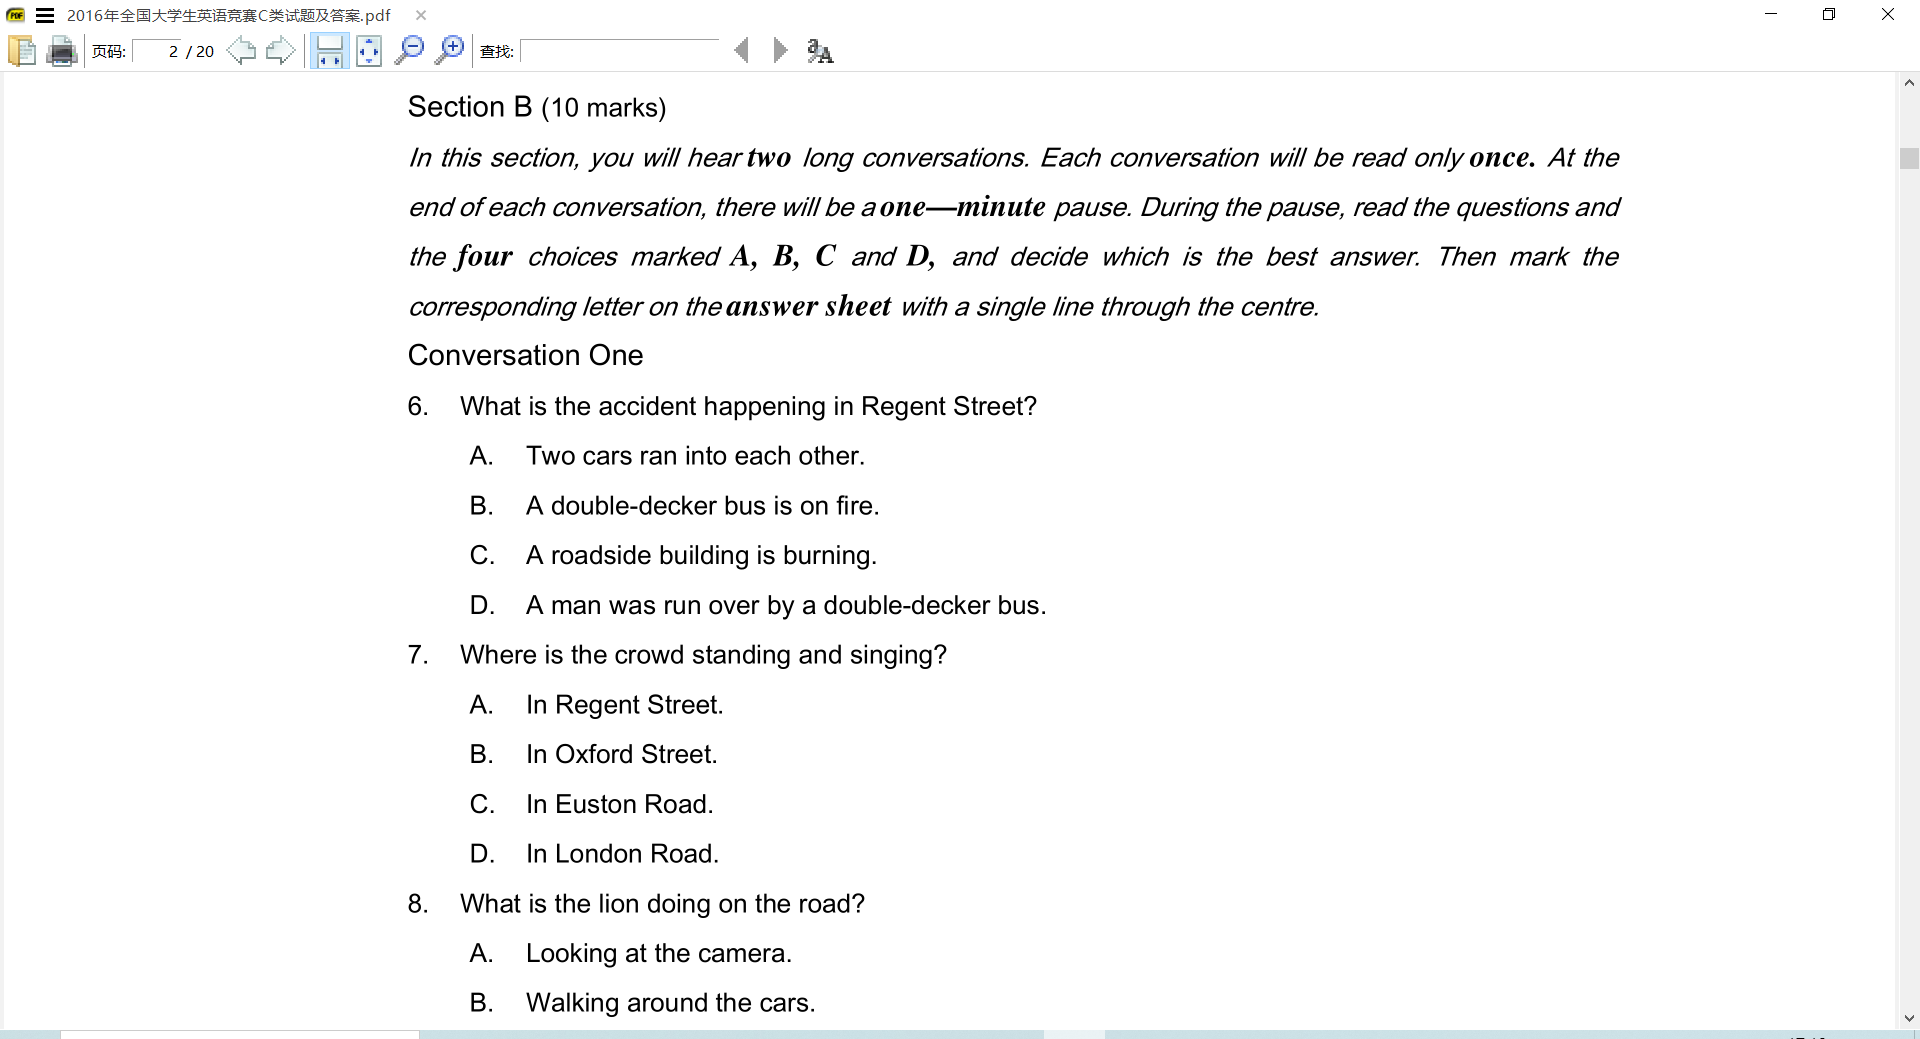 2016年全国大学生英语竞赛C类试题及答案.pdf
页码: 2 / 20 查找:
Section B (10 marks)
In this section, you will hear two long conversations. Each conversation will be read only once. At the
end of each conversation, there will be a one—minute pause. During the pause, read the questions and
the four choices marked A, B, C and D, and decide which is the best answer. Then mark the
corresponding letter on the answer sheet with a single line through the centre.
Conversation One
6. What is the accident happening in Regent Street?
A. Two cars ran into each other.
B. A double-decker bus is on fire.
C. A roadside building is burning.
D. A man was run over by a double-decker bus.
7. Where is the crowd standing and singing?
A. In Regent Street.
B. In Oxford Street.
C. In Euston Road.
D. In London Road.
8. What is the lion doing on the road?
A. Looking at the camera.
B. Walking around the cars.